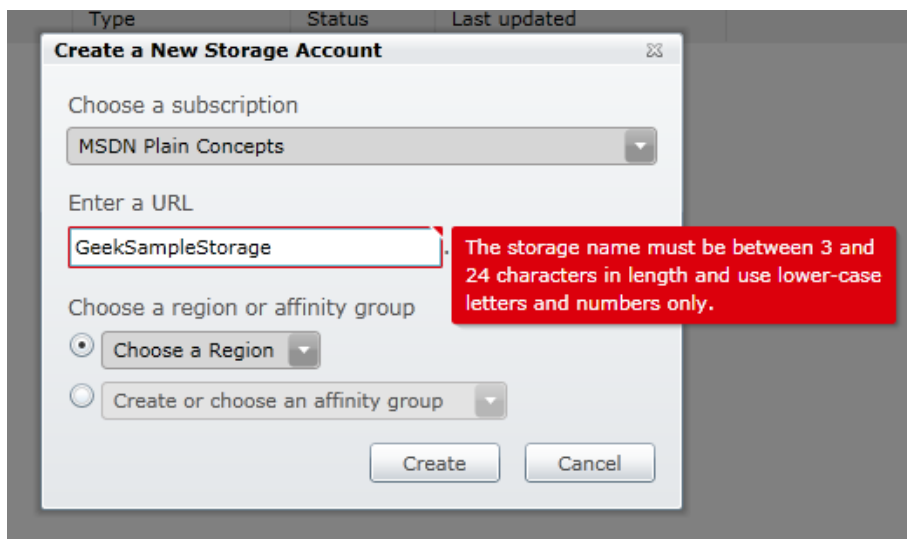 Type Status Last updated
Create a New Storage Account
Choose a subscription
MSDN Plain Concepts
Enter a URL
GeekSampleStorage
.
The storage name must be between 3 and
24 characters in length and use lower-case
letters and numbers only.
Choose a region or affinity group
Choose a Region
Create or choose an affinity group
Create Cancel